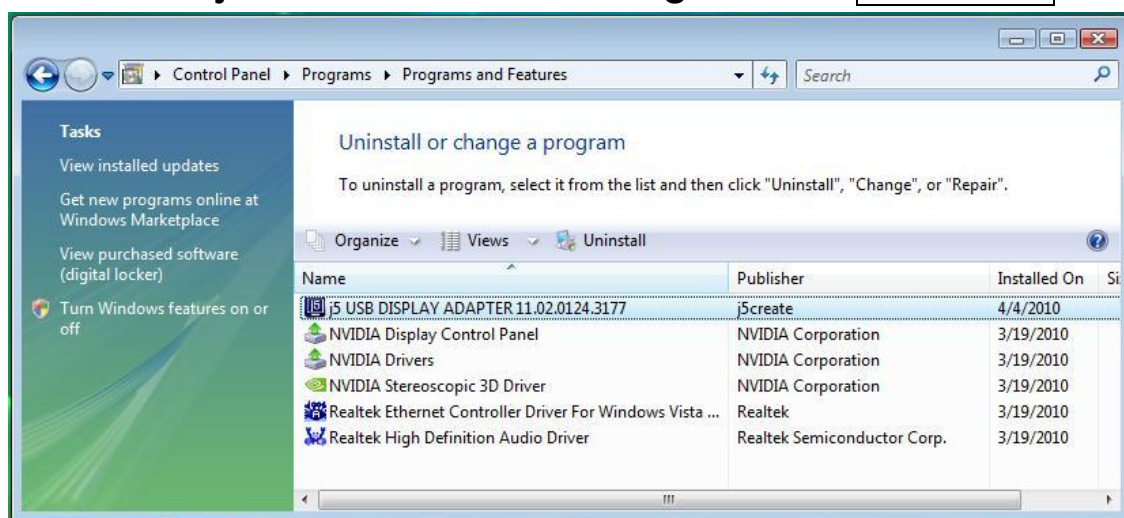 Control Panel ▸ Programs ▸ Programs and Features
Search
Tasks
View installed updates
Get new programs online at
Windows Marketplace
View purchased software
(digital locker)
Turn Windows features on or
off
Uninstall or change a program
To uninstall a program, select it from the list and then click "Uninstall", "Change", or "Repair".
Organize Views Uninstall
Name Publisher Installed On
j5 USB DISPLAY ADAPTER 11.02.0124.3177 j5create 4/4/2010
NVIDIA Display Control Panel NVIDIA Corporation 3/19/2010
NVIDIA Drivers NVIDIA Corporation 3/19/2010
NVIDIA Stereoscopic 3D Driver NVIDIA Corporation 3/19/2010
Realtek Ethernet Controller Driver For Windows Vista ... Realtek 3/19/2010
Realtek High Definition Audio Driver Realtek Semiconductor Corp. 3/19/2010